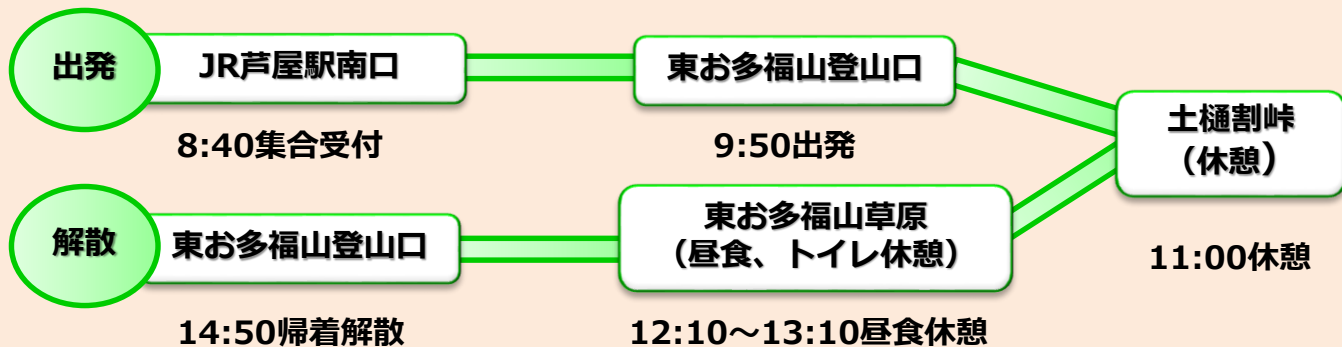 出発
JR芦屋駅南口
8:40集合受付
東お多福山登山口
9:50出発
土樋割峠
（休憩）
11:00休憩
東お多福山草原
（昼食、トイレ休憩）
12:10～13:10昼食休憩
解散
東お多福山登山口
14:50帰着解散